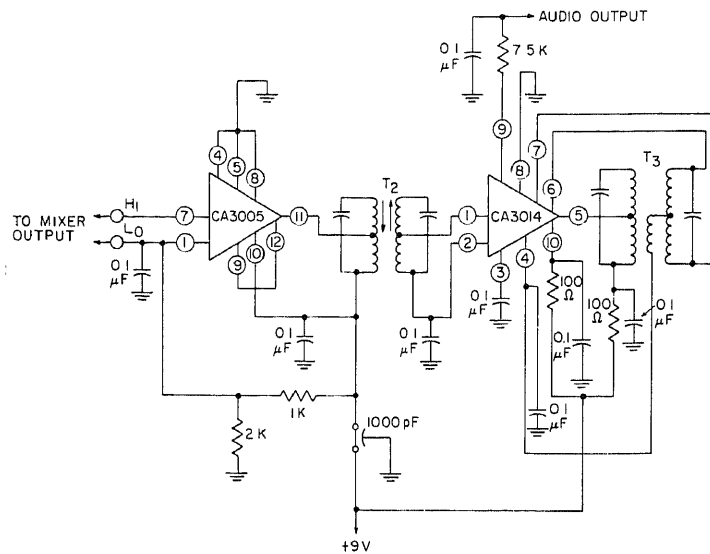 AUDIO OUTPUT
0.1 μF
7.5 K
9
8
7
6
T3
4
5
8
T2
HI
7
CA3005
11
1
CA3014
5
TO MIXER OUTPUT
LO
1
12
2
10
9
10
3
4
0.1 μF
0.1 μF
100 Ω
100 Ω
0.1 μF
0.1 μF
0.1 μF
0.1 μF
0.1 μF
1K
1000 pF
2K
+9V